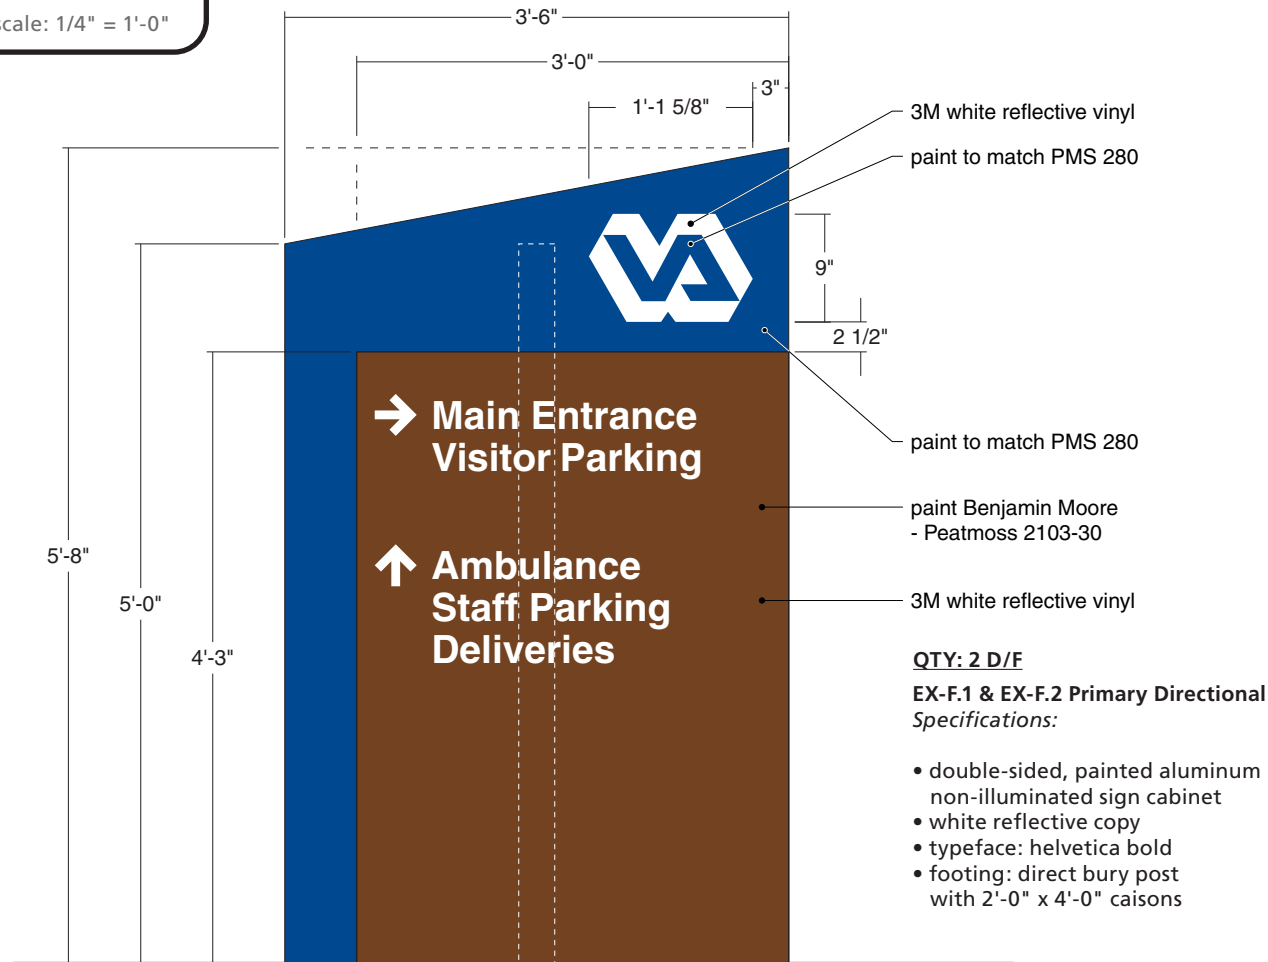 scale: 1/4" = 1'-0"
3'-6"
3'-0"
3"
1'-1 5/8"
3M white reflective vinyl
paint to match PMS 280
VA
9"
2 1/2"
Main Entrance
Visitor Parking
paint to match PMS 280
paint Benjamin Moore
- Peatmoss 2103-30
5'-8"
Ambulance
Staff Parking
Deliveries
5'-0"
3M white reflective vinyl
4'-3"
QTY: 2 D/F
EX-F.1 & EX-F.2 Primary Directional
Specifications:
• double-sided, painted aluminum
non-illuminated sign cabinet
• white reflective copy
• typeface: helvetica bold
• footing: direct bury post
with 2'-0" x 4'-0" caisons